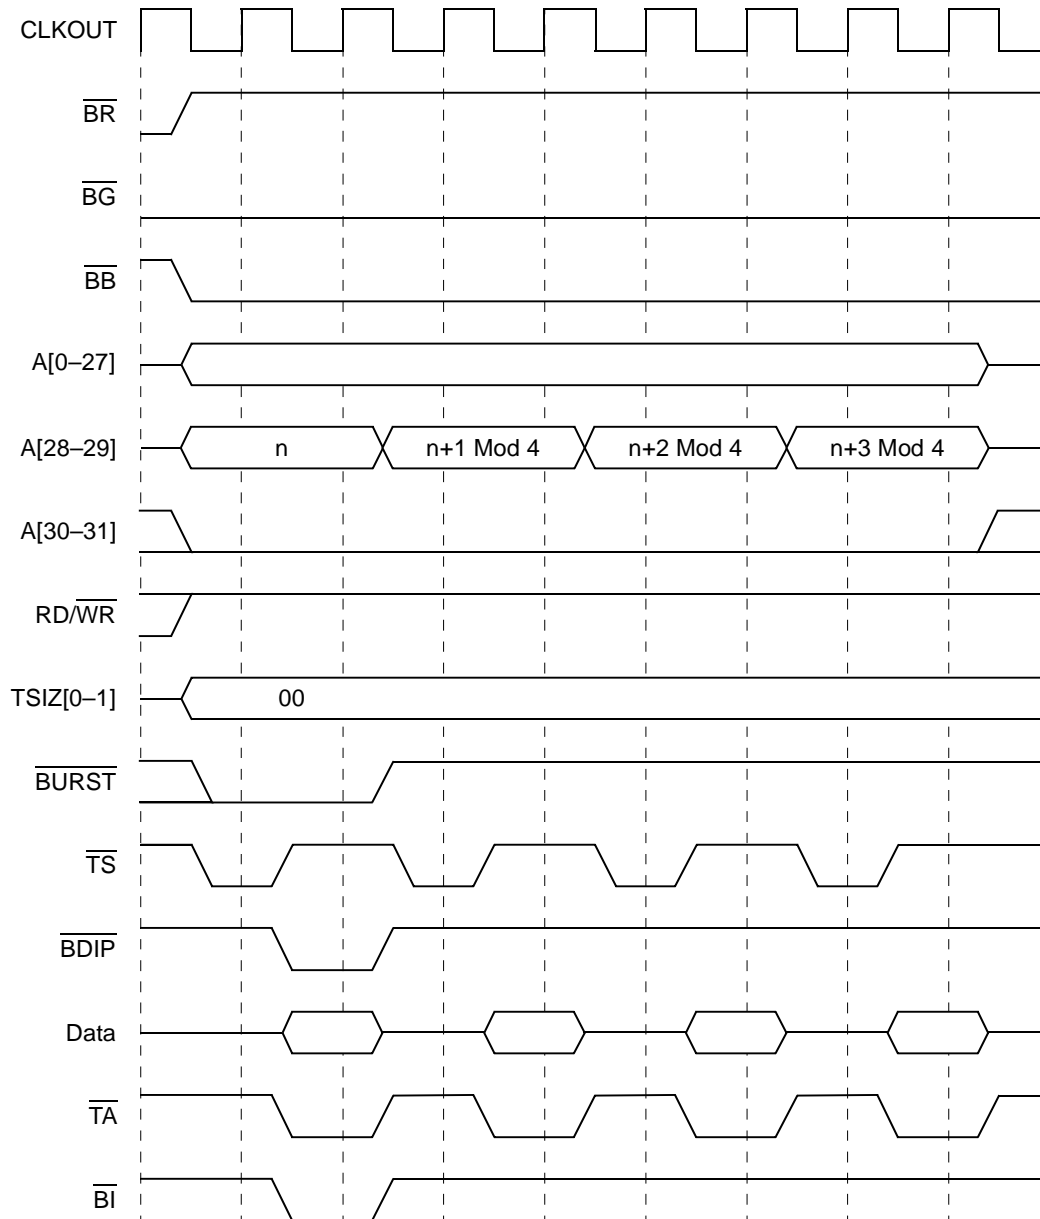 CLKOUT
BR
BG
BB
A[0–27]
A[28–29] n n+1 Mod 4 n+2 Mod 4 n+3 Mod 4
A[30–31]
RD/WR
TSIZ[0–1] 00
BURST
TS
BDIP
Data
TA
BI